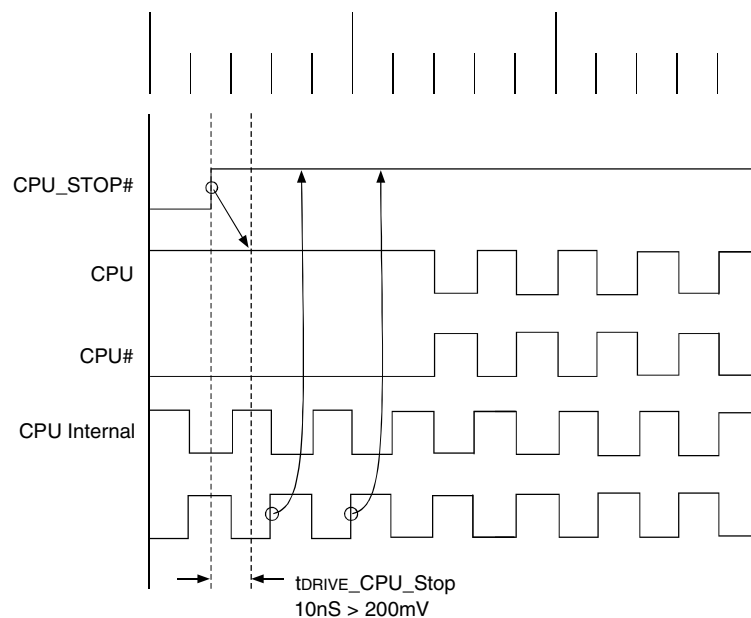 CPU_STOP#
CPU
CPU#
CPU Internal
tDRIVE_CPU_Stop
10nS > 200mV